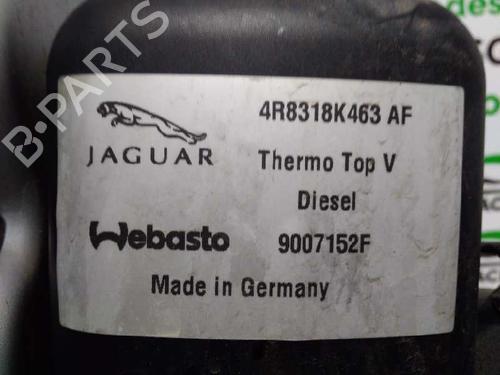 4R8318K463 AF
JAGUAR
Thermo Top V
Diesel
Webasto
9007152F
Made in Germany
B-PARTS